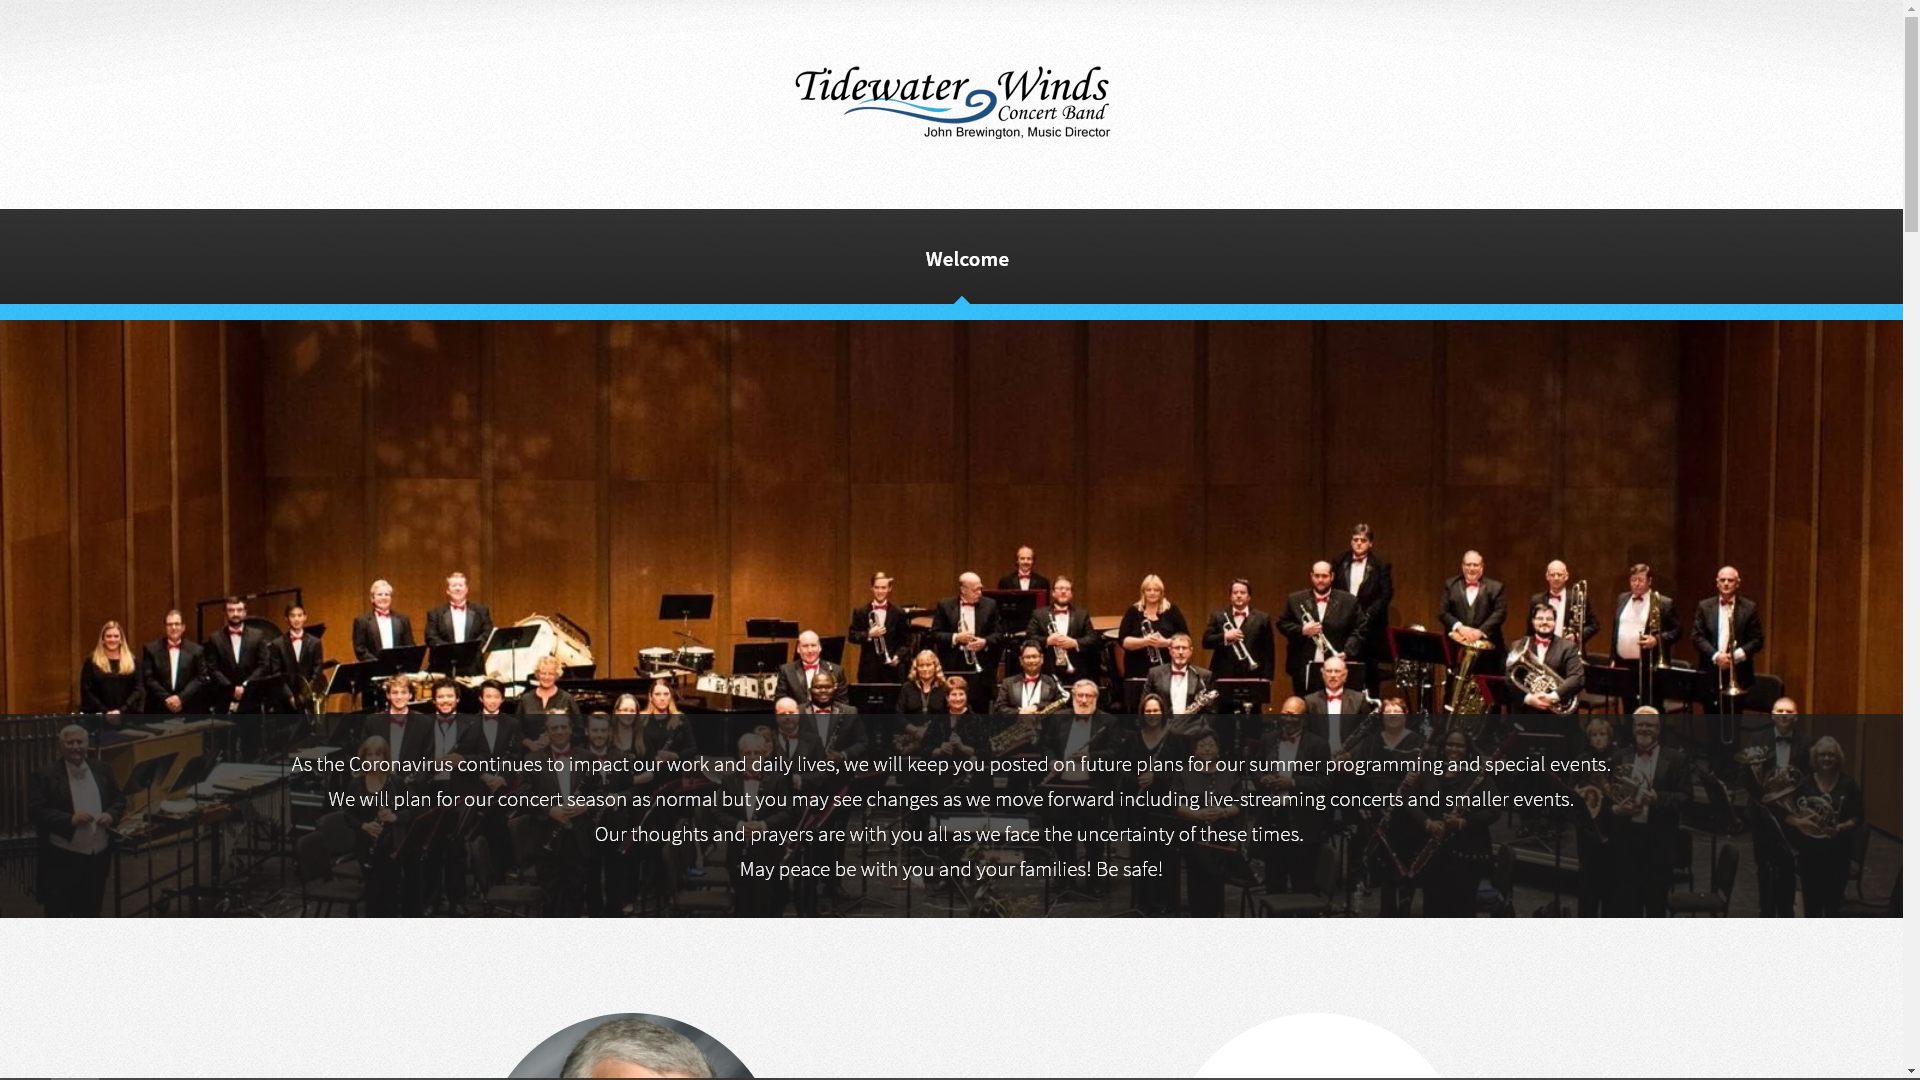 Tidewater Winds
Concert Band
John Brewington, Music Director
Welcome
As the Coronavirus continues to impact our work and daily lives, we will keep you posted on future plans for our summer programming and special events.
We will plan for our concert season as normal but you may see changes as we move forward including live-streaming concerts and smaller events.
Our thoughts and prayers are with you all as we face the uncertainty of these times.
May peace be with you and your families! Be safe!